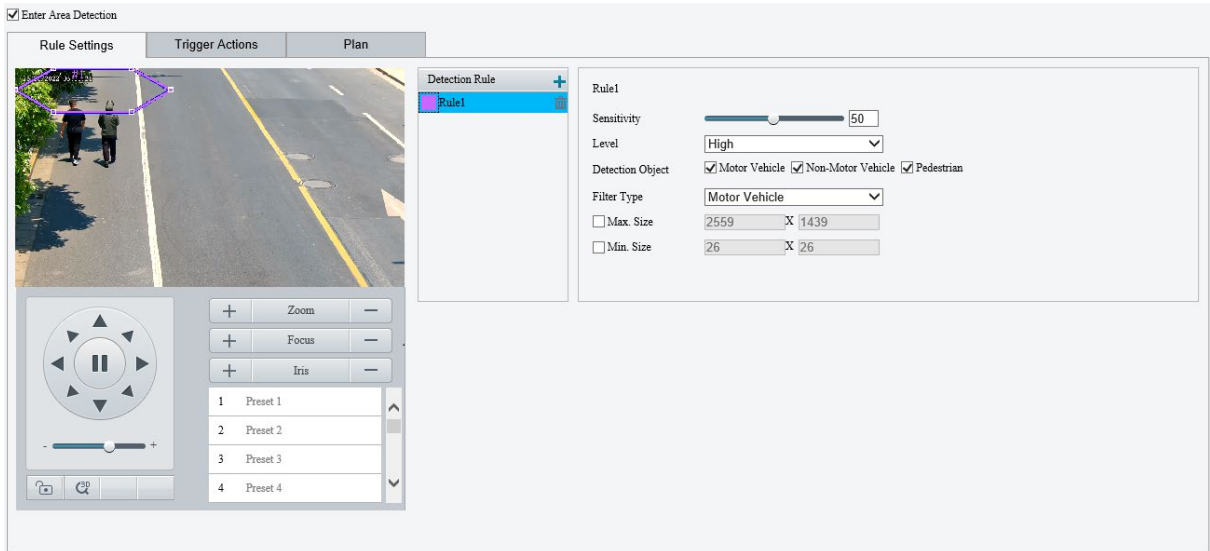 Enter Area Detection
Rule Settings
Trigger Actions
Plan
Detection Rule
Rule1
Rule1
Sensitivity
50
Level
High
Detection Object
Motor Vehicle
Non-Motor Vehicle
Pedestrian
Filter Type
Motor Vehicle
Max. Size
2559 X 1439
Min. Size
26 X 26
+ Zoom −
+ Focus −
+ Iris −
1 Preset 1
2 Preset 2
3 Preset 3
4 Preset 4
- +
3D